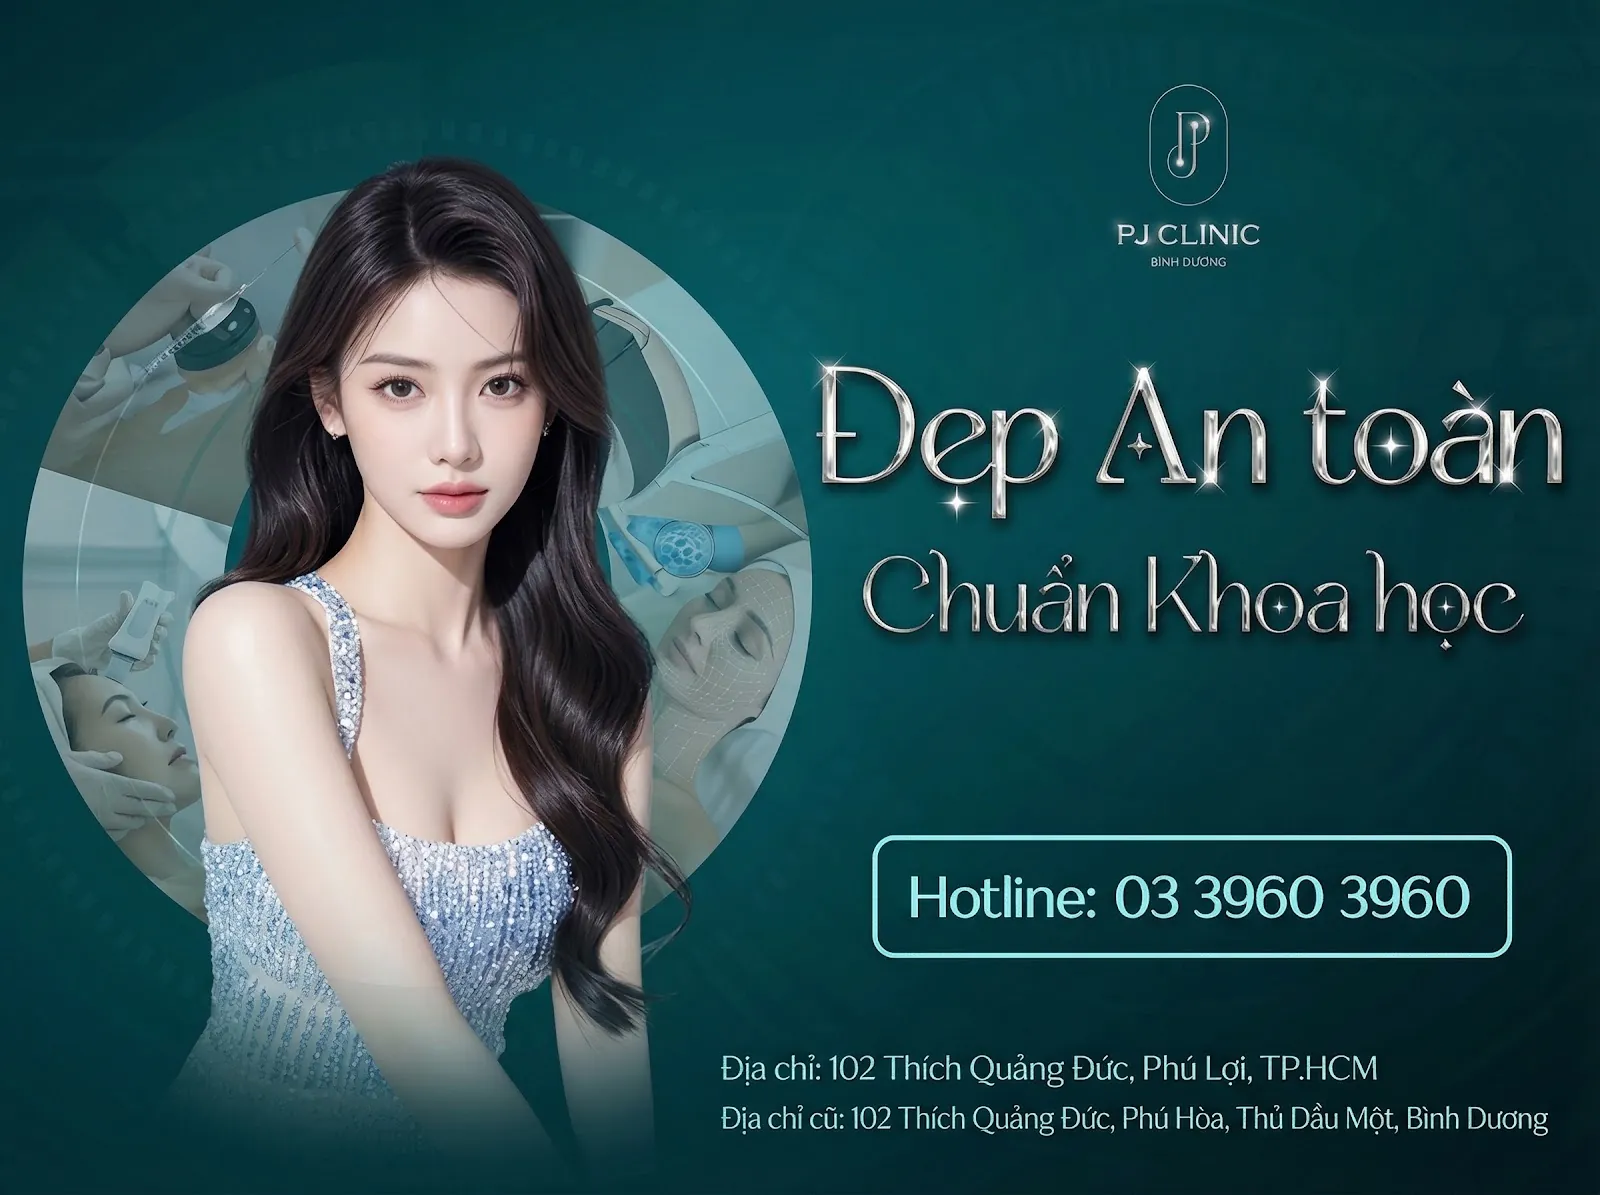 PJ CLINIC
BÌNH DƯƠNG
Đẹp An toàn
Chuẩn Khoa học
Hotline: 03 3960 3960
Địa chỉ: 102 Thích Quảng Đức, Phú Lợi, TP.HCM
Địa chỉ cũ: 102 Thích Quảng Đức, Phú Hòa, Thủ Dầu Một, Bình Dương